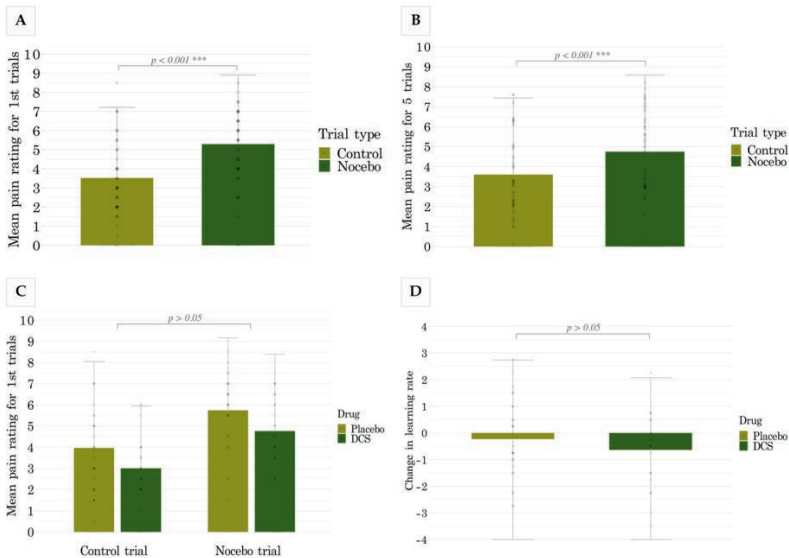 A
p < 0.001 ***
Mean pain rating for 1st trials
10
9
8
7
6
5
4
3
2
1
0
Trial type
Control
Nocebo
B
p < 0.001 ***
Mean pain rating for 5 trials
10
9
8
7
6
5
4
3
2
1
0
Trial type
Control
Nocebo
C
p > 0.05
Mean pain rating for 1st trials
10
9
8
7
6
5
4
3
2
1
0
Control trial
Nocebo trial
Drug
Placebo
DCS
D
p > 0.05
Change in learning rate
4
3
2
1
0
-1
-2
-3
-4
Drug
Placebo
DCS